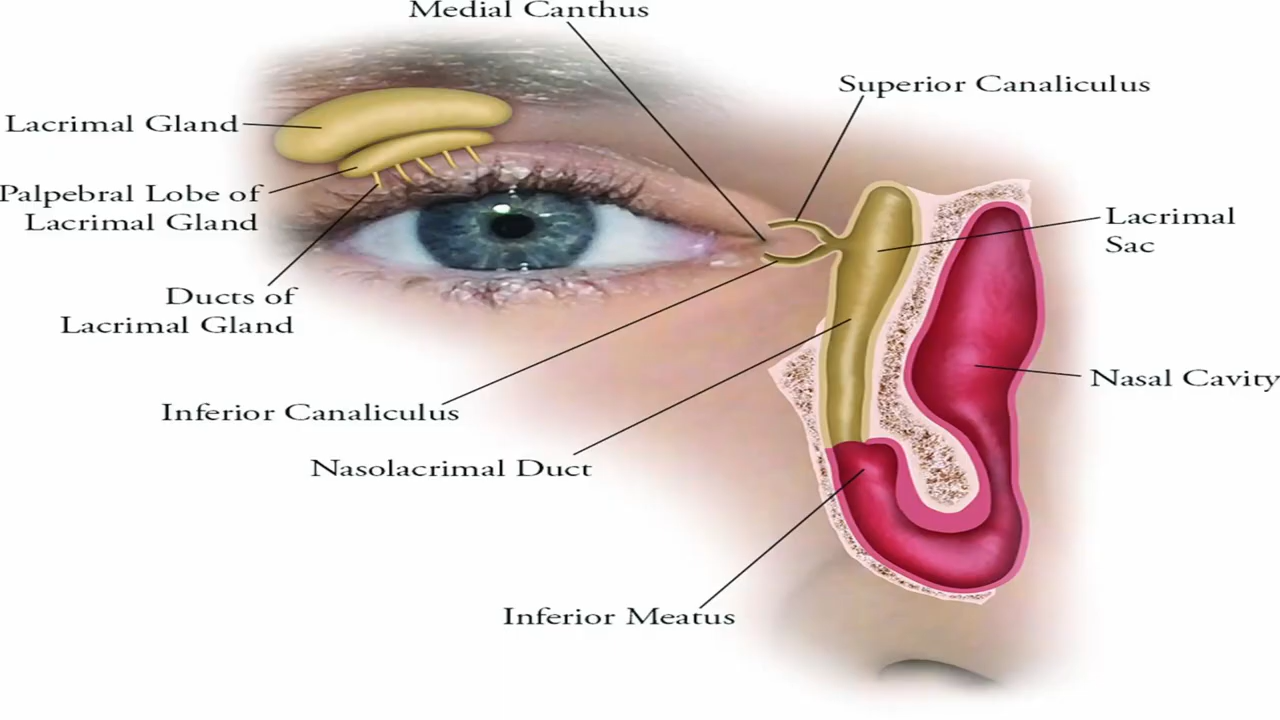 Medial Canthus
Superior Canaliculus
Lacrimal Gland
Palpebral Lobe of
Lacrimal Gland
Lacrimal
Sac
Ducts of
Lacrimal Gland
Nasal Cavity
Inferior Canaliculus
Nasolacrimal Duct
Inferior Meatus